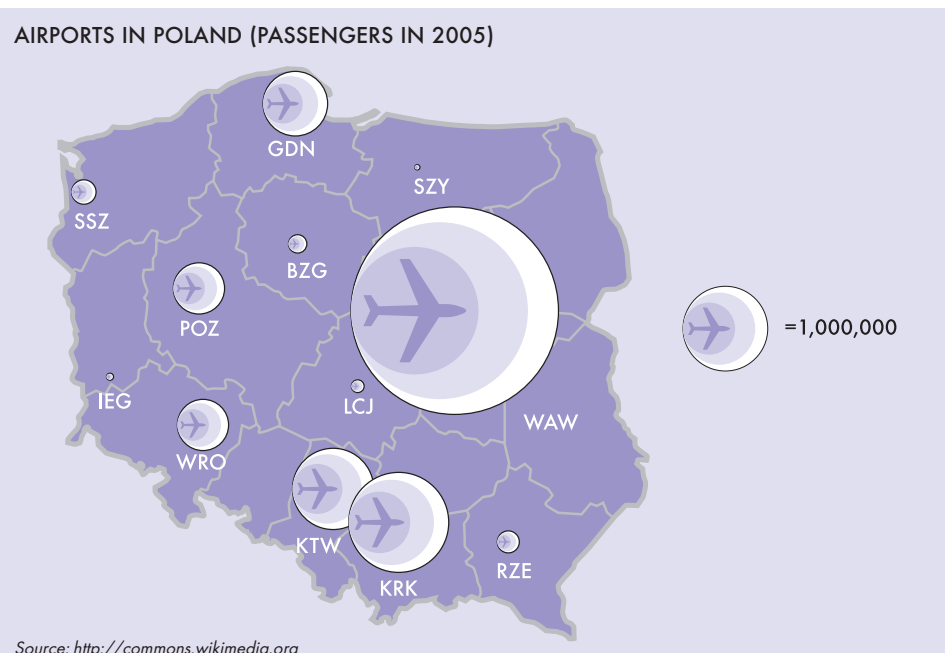 AIRPORTS IN POLAND (PASSENGERS IN 2005)
GDN
SZY
SSZ
BZG
POZ
=1,000,000
IEG
LCJ
WAW
WRO
KTW
RZE
KRK
Source: http://commons.wikimedia.org